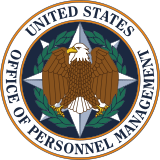 UNITED STATES
OFFICE OF PERSONNEL MANAGEMENT